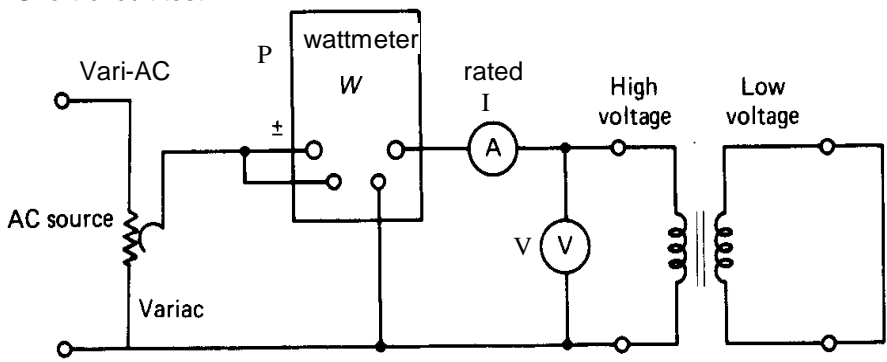 wattmeter
P
Vari-AC
W
rated
I
High
voltage
Low
voltage
±
A
AC source
V
V
Variac